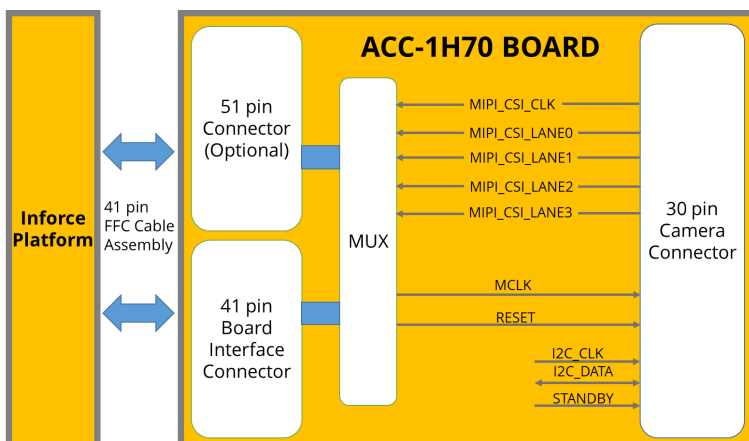 ACC-1H70 BOARD
51 pin
Connector
(Optional)
MIPI_CSI_CLK
MIPI_CSI_LANE0
MIPI_CSI_LANE1
MIPI_CSI_LANE2
MIPI_CSI_LANE3
Inforce
Platform
41 pin
FFC Cable
Assembly
MUX
30 pin
Camera
Connector
41 pin
Board
Interface
Connector
MCLK
RESET
I2C_CLK
I2C_DATA
STANDBY